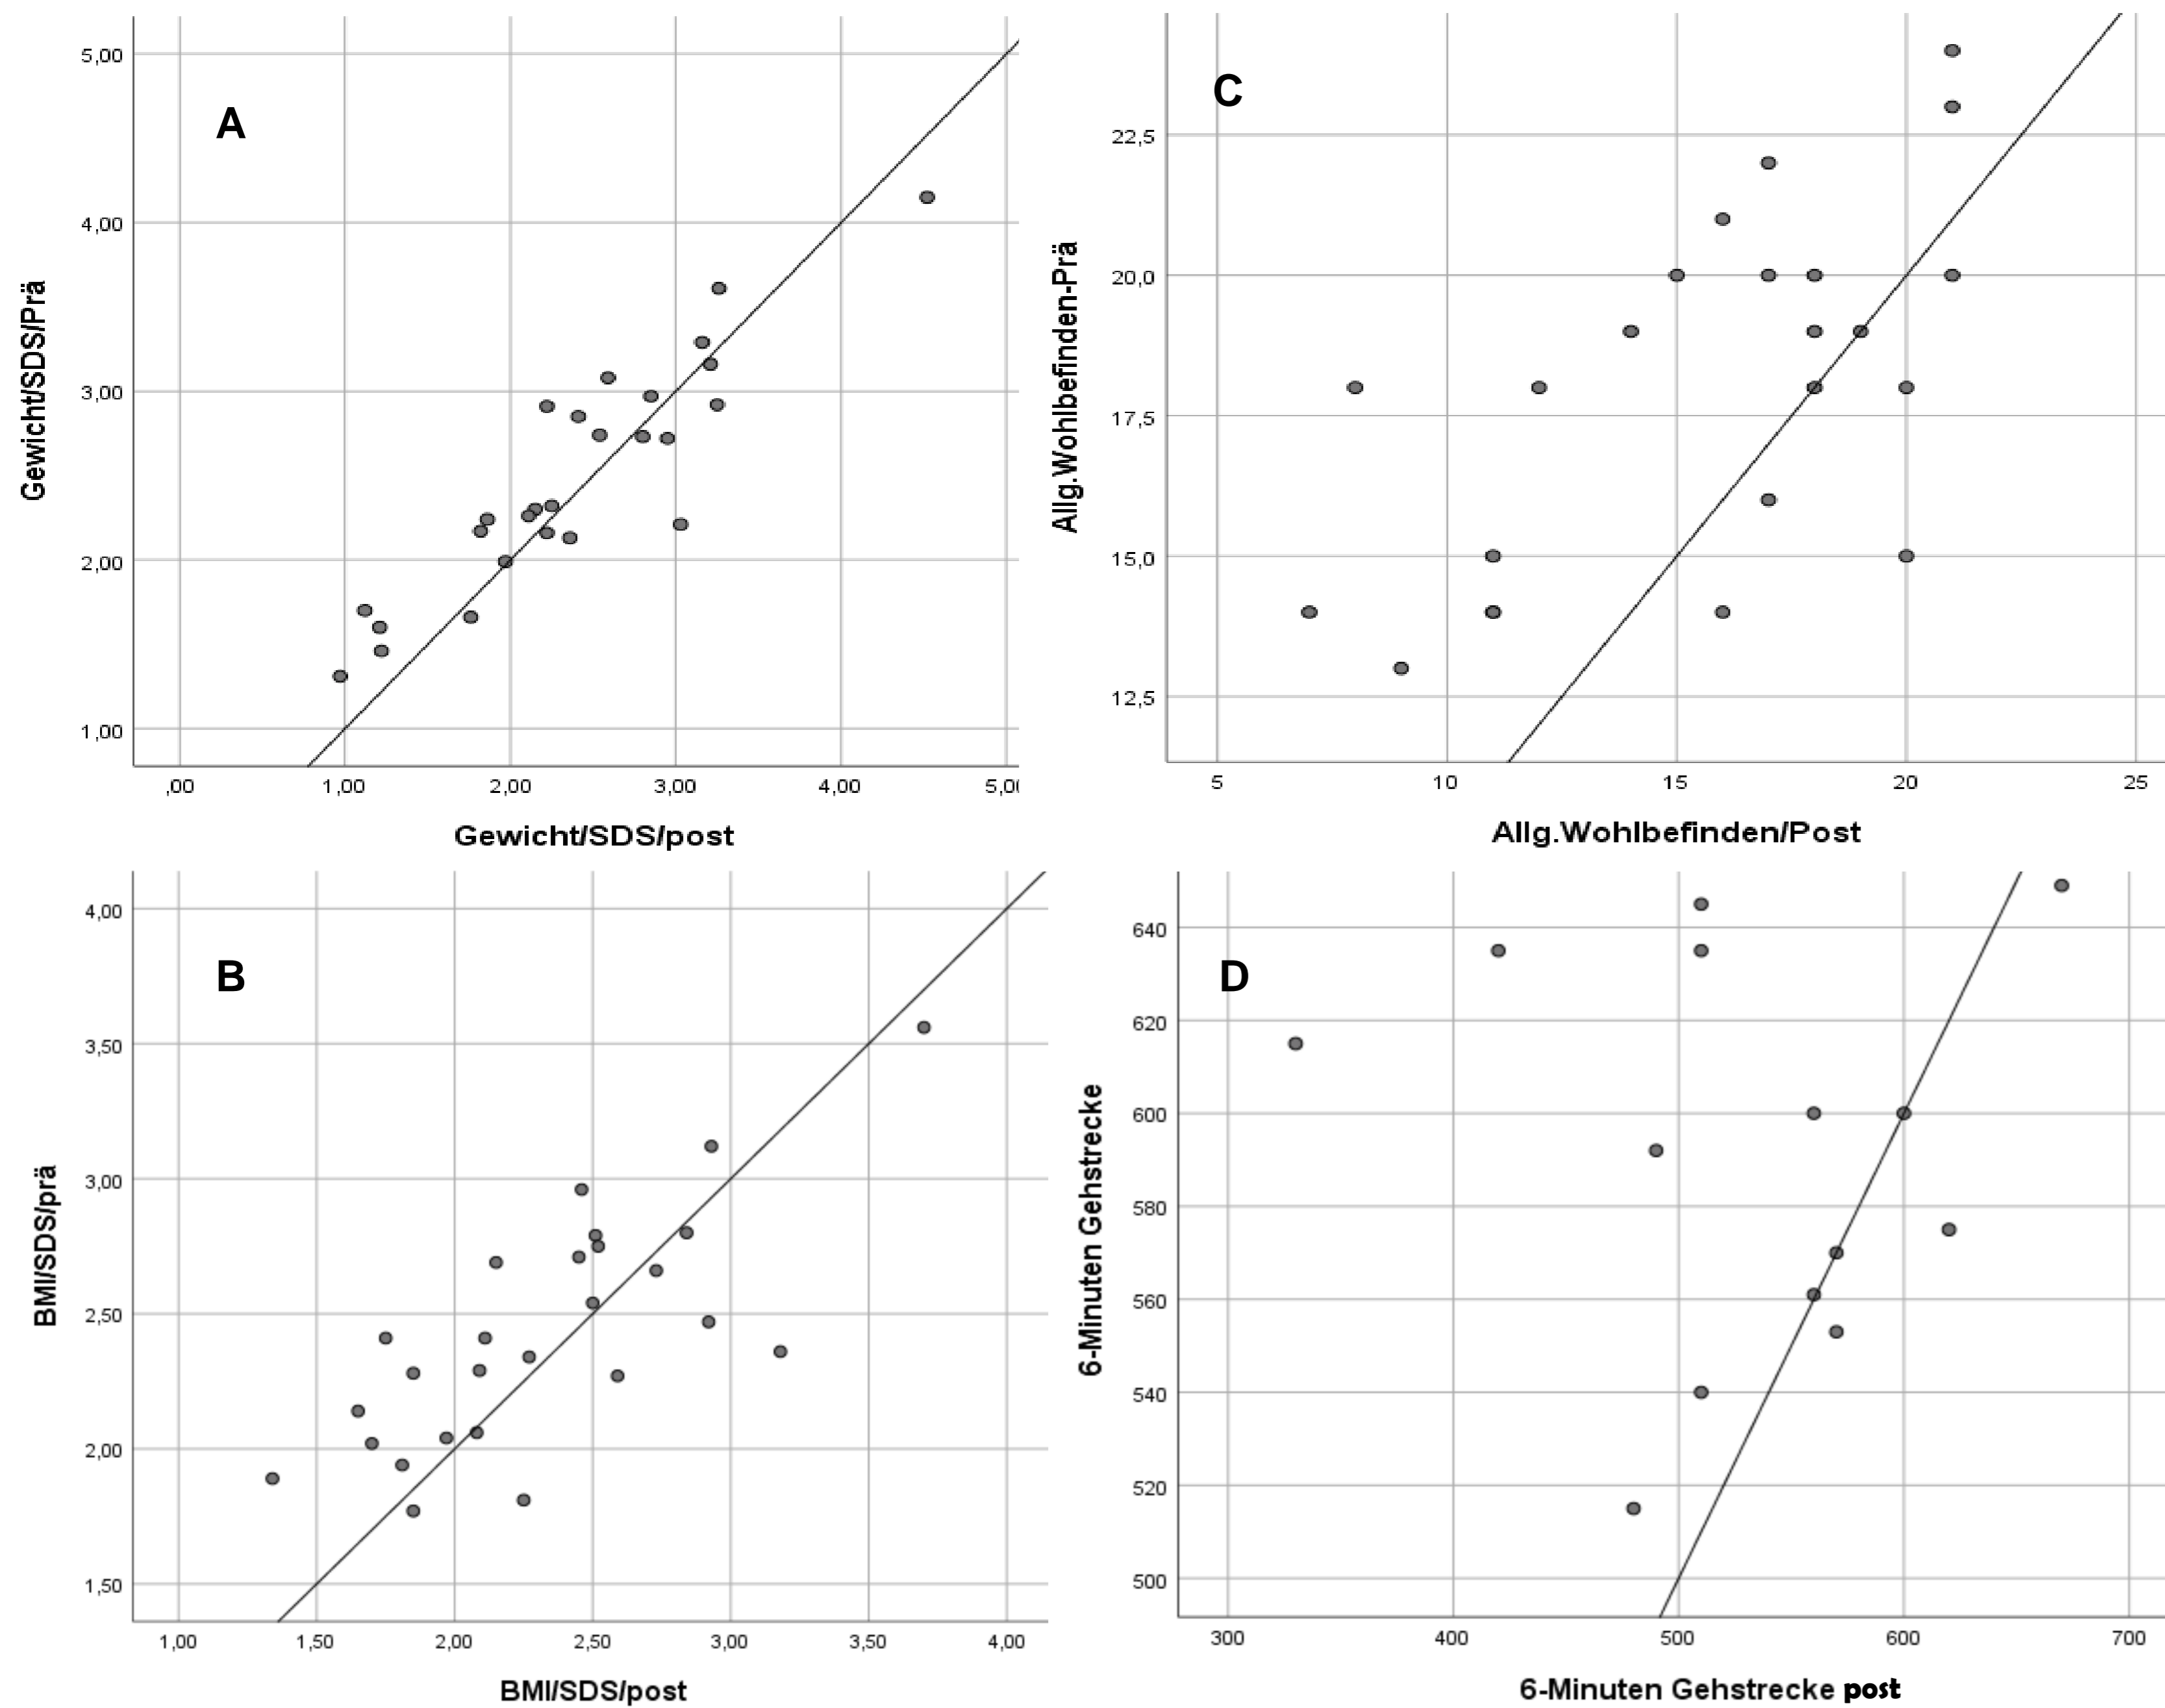 A
Gewicht/SDS/Prä
5,00
4,00
3,00
2,00
1,00
,00 1,00 2,00 3,00 4,00 5,00
Gewicht/SDS/post
C
Allg.Wohlbefinden-Prä
22,5
20,0
17,5
15,0
12,5
5 10 15 20 25
Allg.Wohlbefinden/Post
B
BMI/SDS/prä
4,00
3,50
3,00
2,50
2,00
1,50
1,00 1,50 2,00 2,50 3,00 3,50 4,00
BMI/SDS/post
D
6-Minuten Gehstrecke
640
620
600
580
560
540
520
500
300 400 500 600 700
6-Minuten Gehstrecke post